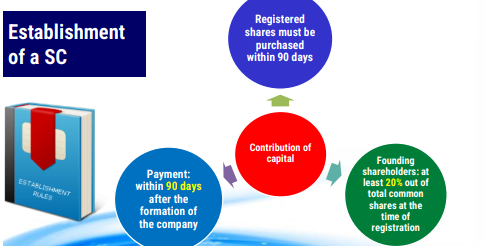 Establishment
of a SC
Registered
shares must be
purchased
within 90 days
Contribution of
capital
Payment:
within 90 days
after the
formation of
the company
Founding
shareholders: at
least 20% out of
total common
shares at the
time of
registration
ESTABLISHMENT
RULES